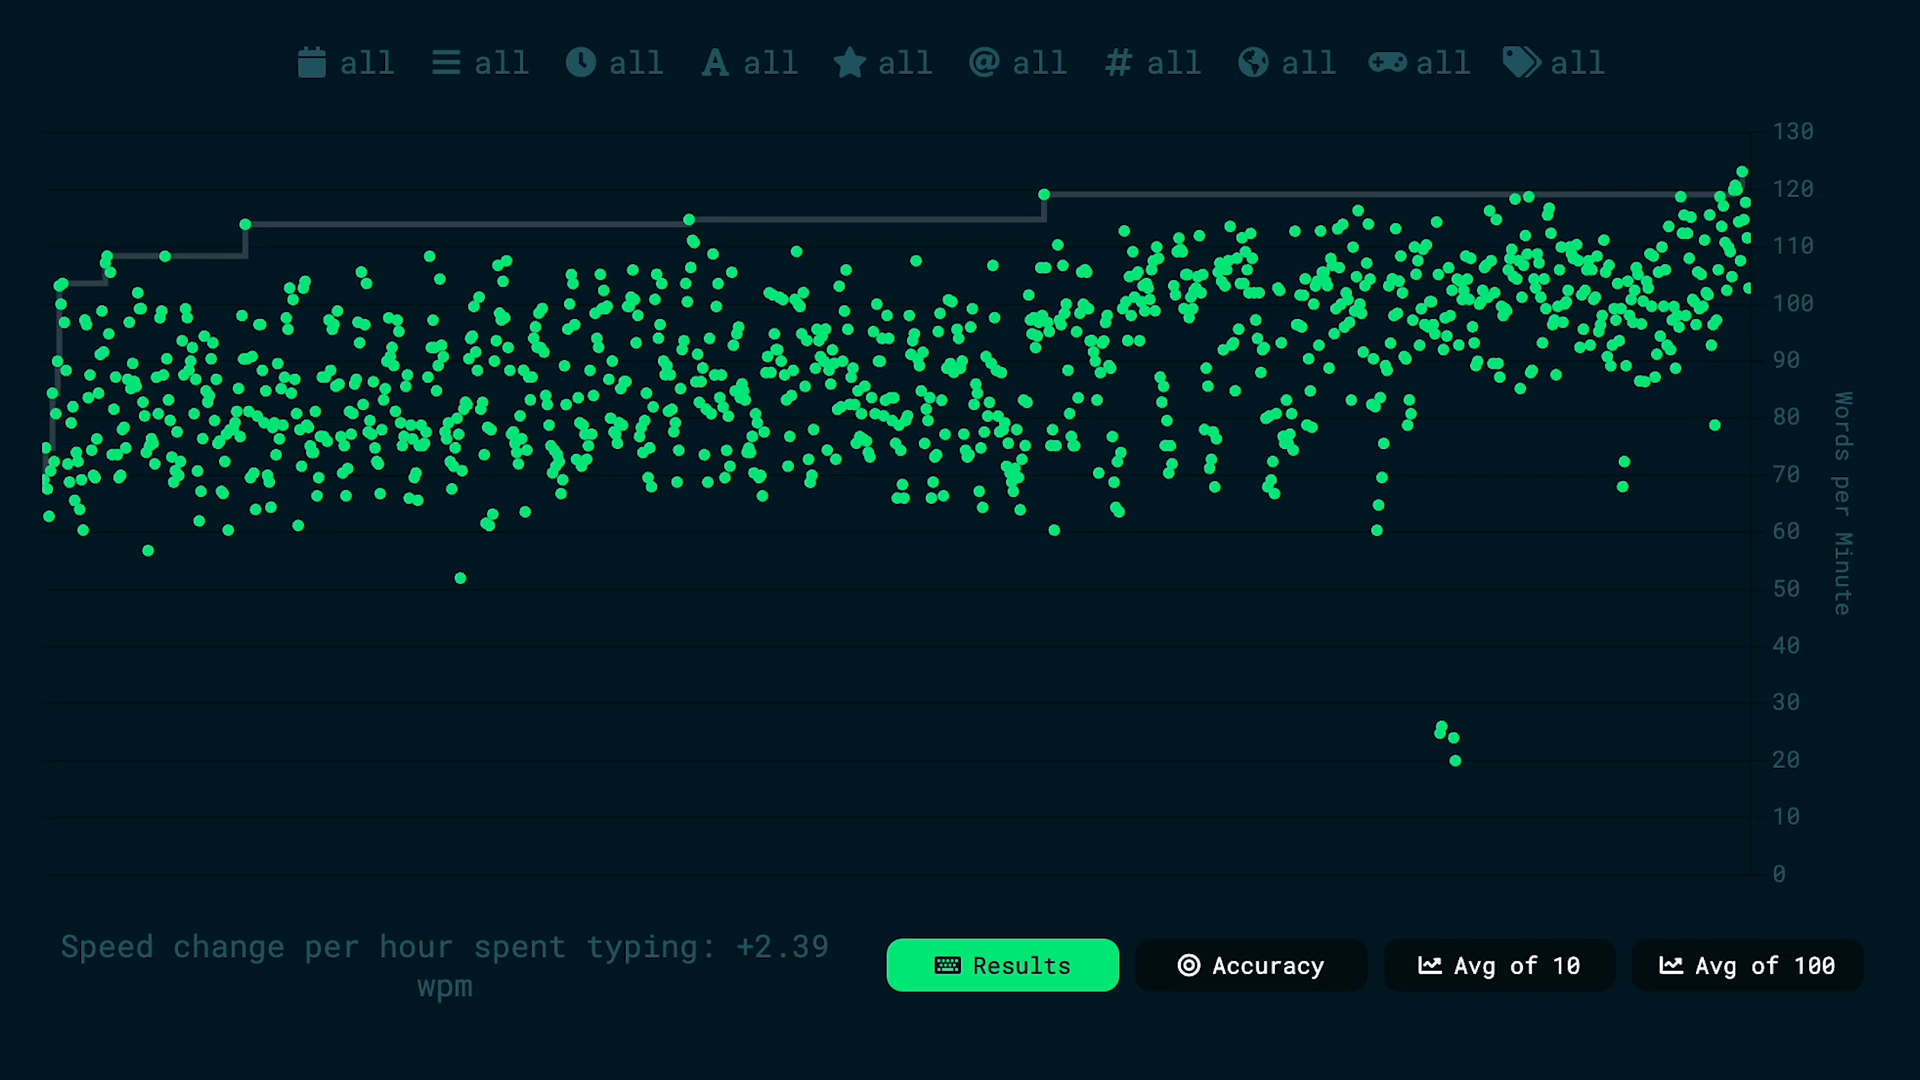 all all all all all all all all all all
130
120
110
100
90
80
70
60
50
40
30
20
10
0
Words per Minute
Speed change per hour spent typing: +2.39
wpm
Results Accuracy Avg of 10 Avg of 100